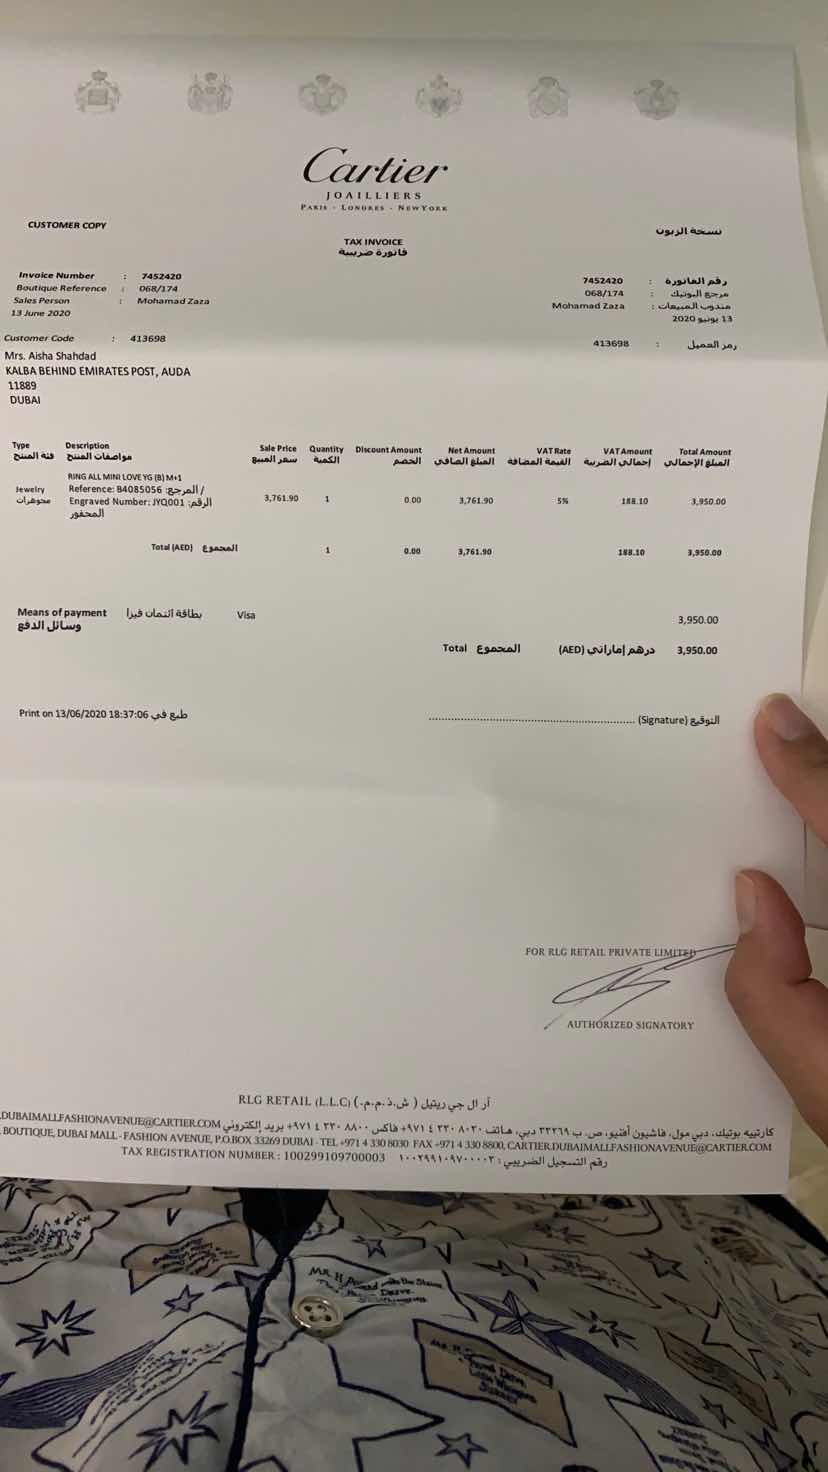 Cartier
JOAILLIERS
PARIS - LONDRES - NEW YORK
CUSTOMER COPY
نسخة الزبون
TAX INVOICE
فاتورة ضريبية
Invoice Number : 7452420
Boutique Reference : 068/174
Sales Person : Mohamad Zaza
13 June 2020
رقم الفاتورة : 7452420
مرجع البوتيك : 068/174
مندوب المبيعات : Mohamad Zaza
13 يونيو 2020
Customer Code : 413698
رمز العميل : 413698
Mrs. Aisha Shahdad
KALBA BEHIND EMIRATES POST, AUDA
11889
DUBAI
Type Description Sale Price Quantity Discount Amount Net Amount VAT Rate VAT Amount Total Amount
فئة المنتج مواصفات المنتج سعر المبيع الكمية الخصم المبلغ الصافي القيمة المضافة إجمالي الضريبة المبلغ الإجمالي
RING ALL MINI LOVE YG (B) M+1
Jewelry Reference: B4085056 :المرجع /
مجوهرات Engraved Number: JYQ001 :الرقم 3,761.90 1 0.00 3,761.90 5% 188.10 3,950.00
المحفور
Total (AED) المجموع 1 0.00 3,761.90 188.10 3,950.00
Means of payment بطاقة ائتمان فيزا Visa 3,950.00
وسائل الدفع
Total المجموع (AED) درهم إماراتي 3,950.00
Print on 13/06/2020 18:37:06 طبع في
(Signature) التوقيع
FOR RLG RETAIL PRIVATE LIMITED
AUTHORIZED SIGNATORY
RLG RETAIL (L.L.C) (.ش.ذ.م.م) آر ال جي ريتيل
كارتييه بوتيك، دبي مول، فاشيون أفنيو، ص. ب ٣٣٢٦٩ دبي، هاتف ٨٠٣٠ ٣٣٠ ٤ ٩٧١+ فاكس ٨٨٠٠ ٣٣٠ ٤ ٩٧١+ بريد إلكتروني .DUBAIMALLFASHIONAVENUE@CARTIER.COM
BOUTIQUE, DUBAI MALL - FASHION AVENUE, P.O.BOX 33269 DUBAI - TEL +971 4 330 8030 FAX +971 4 330 8800, CARTIER.DUBAIMALLFASHIONAVENUE@CARTIER.COM
TAX REGISTRATION NUMBER : 100299109700003 رقم التسجيل الضريبي: ١٠٠٢٩٩١٠٩٧٠٠٠٠٣
Mr. H